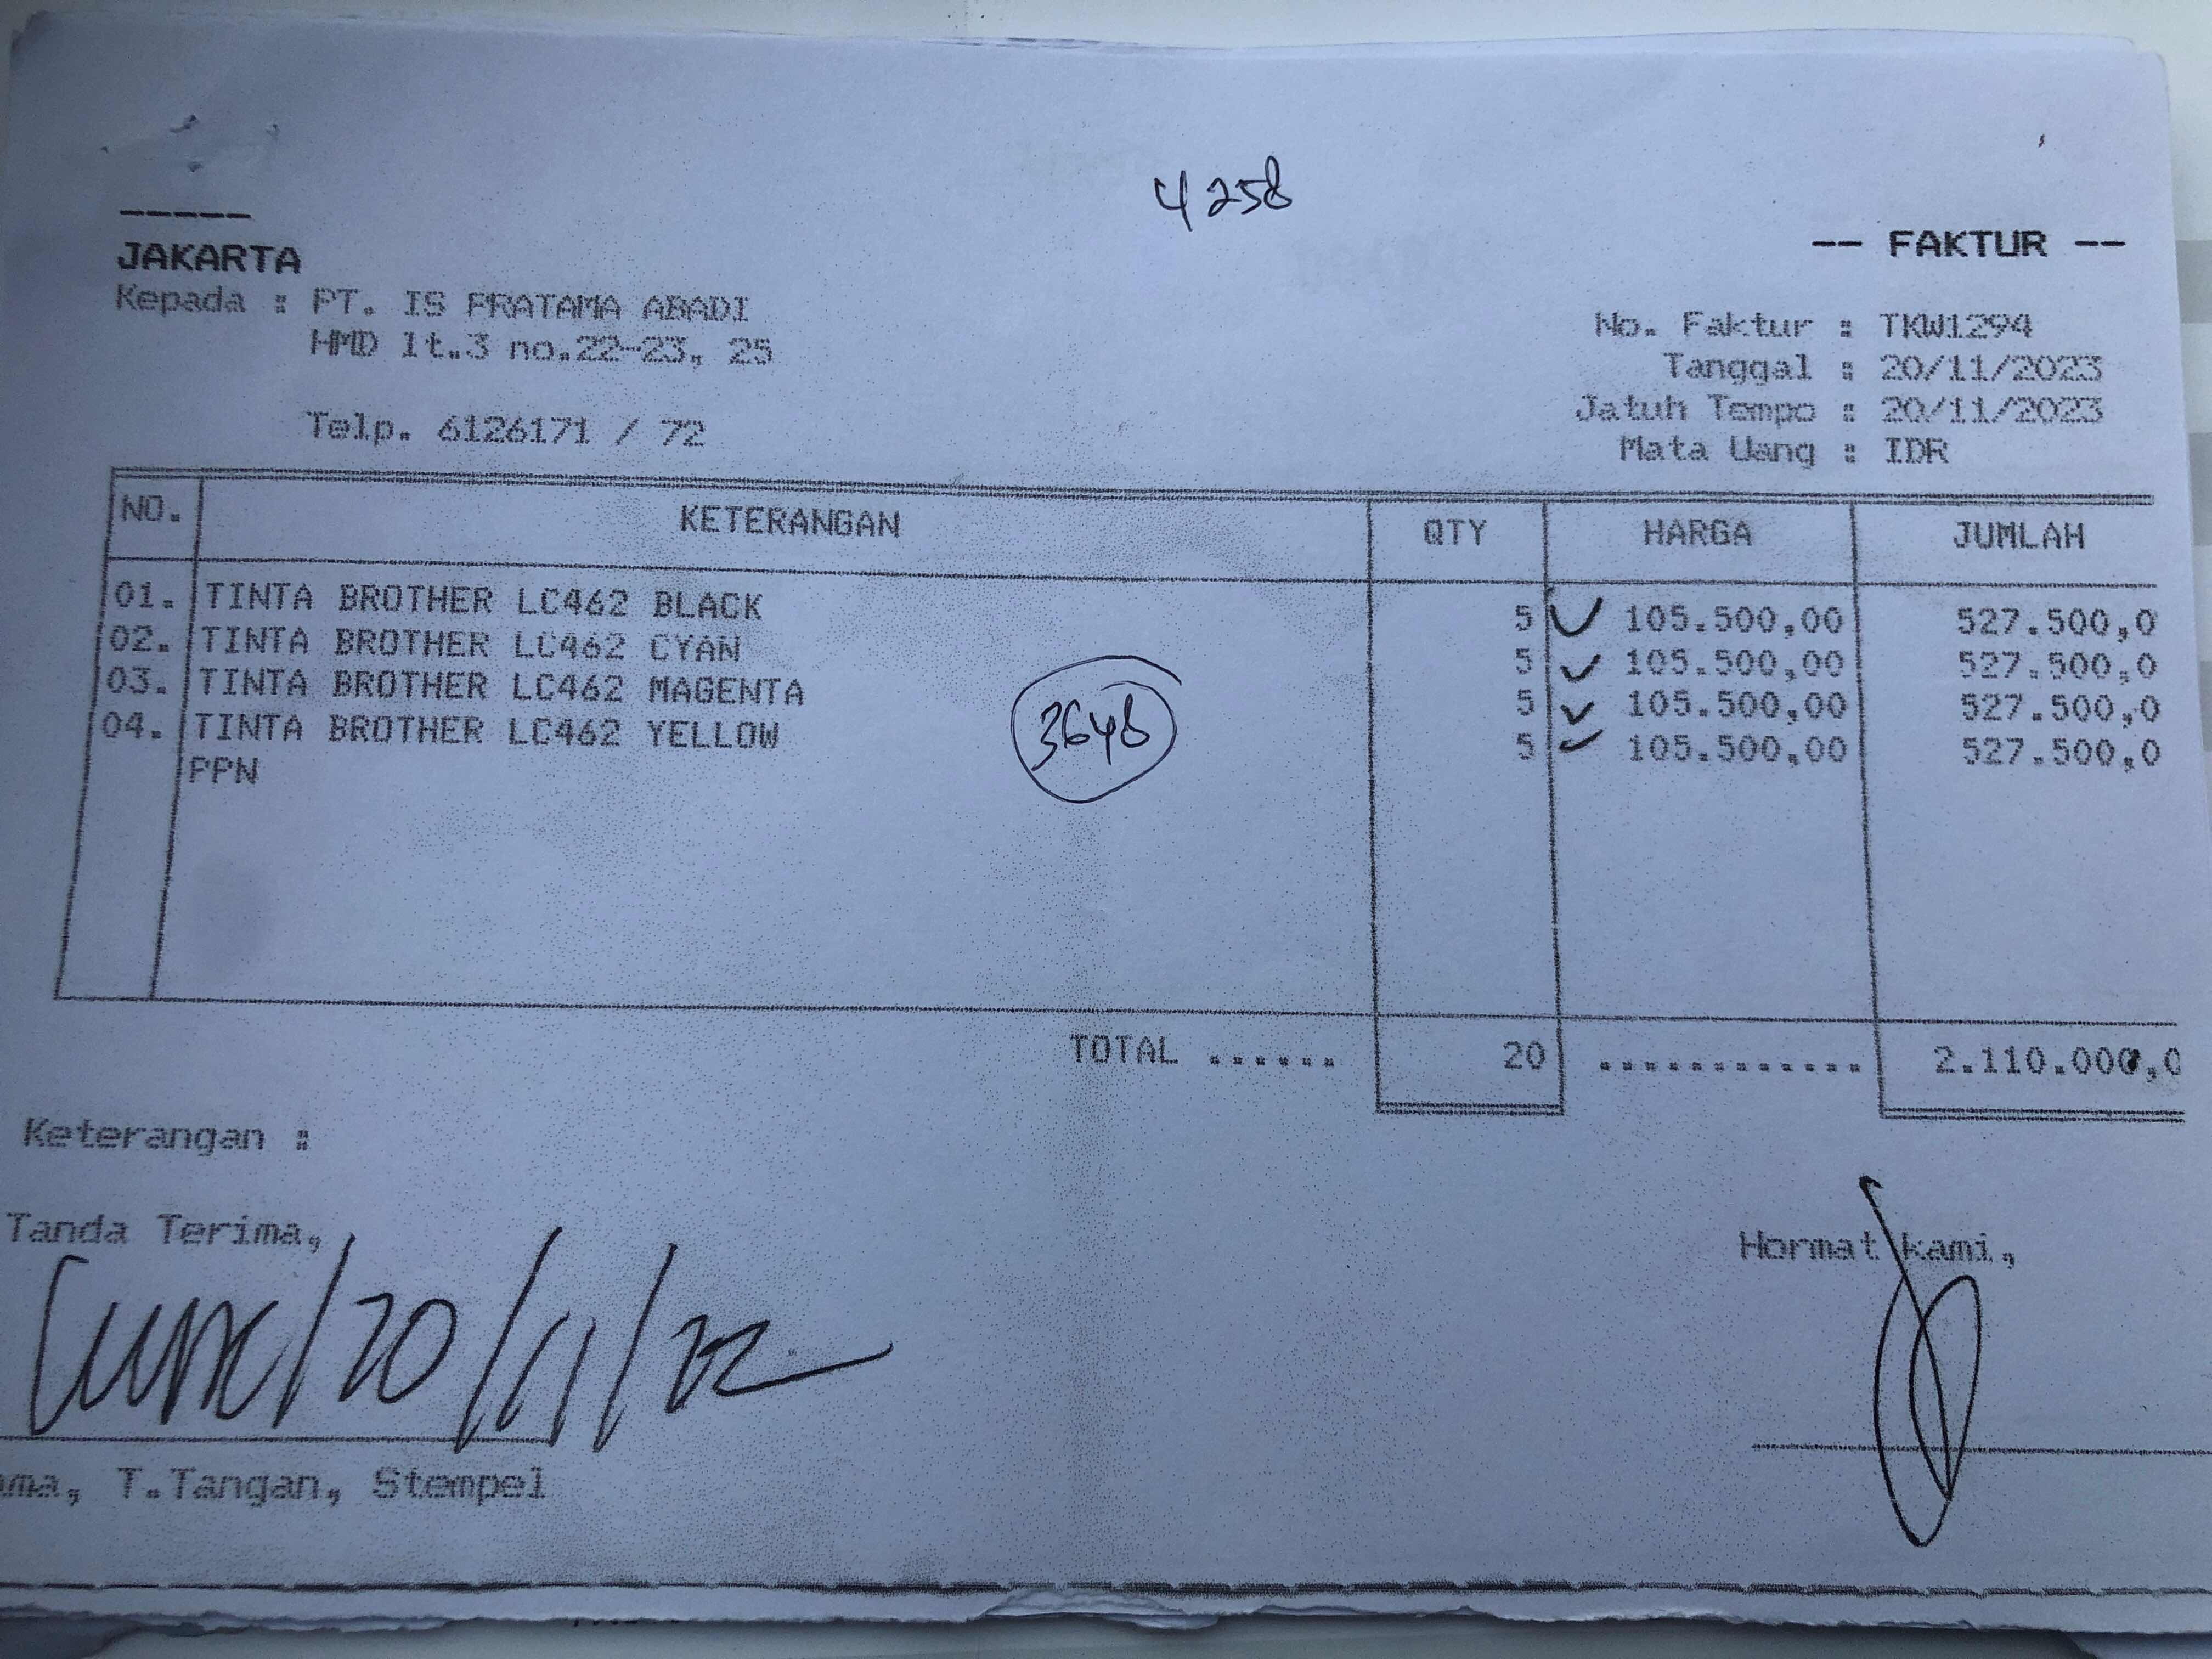 4258
-----
JAKARTA
-- FAKTUR --
Kepada : PT. IS PRATAMA ABADI
HMD lt.3 no.22-23, 25
Telp. 6126171 / 72
No. Faktur : TKW1294
Tanggal : 20/11/2023
Jatuh Tempo : 20/11/2023
Mata Uang : IDR
NO. KETERANGAN QTY HARGA JUMLAH
01. TINTA BROTHER LC462 BLACK 5 105.500,00 527.500,0
02. TINTA BROTHER LC462 CYAN 5 105.500,00 527.500,0
03. TINTA BROTHER LC462 MAGENTA 5 105.500,00 527.500,0
04. TINTA BROTHER LC462 YELLOW 5 105.500,00 527.500,0
PPN
3648
TOTAL ...... 20 ............ 2.110.000,0
Keterangan :
Tanda Terima,
Hormat kami,
/20/11/22
ama, T.Tangan, Stempel